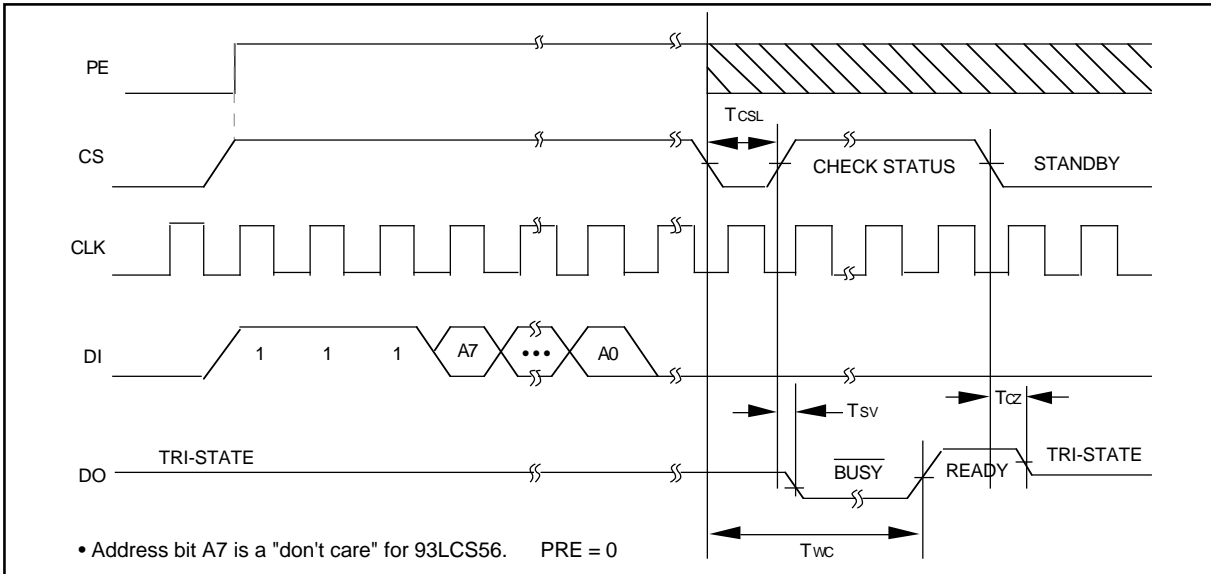 PE
TCSL
CS
CHECK STATUS
STANDBY
CLK
DI
1 1 1 A7 ••• A0
TSV
TCZ
DO
TRI-STATE
BUSY
READY
TRI-STATE
TWC
• Address bit A7 is a "don't care" for 93LCS56. PRE = 0